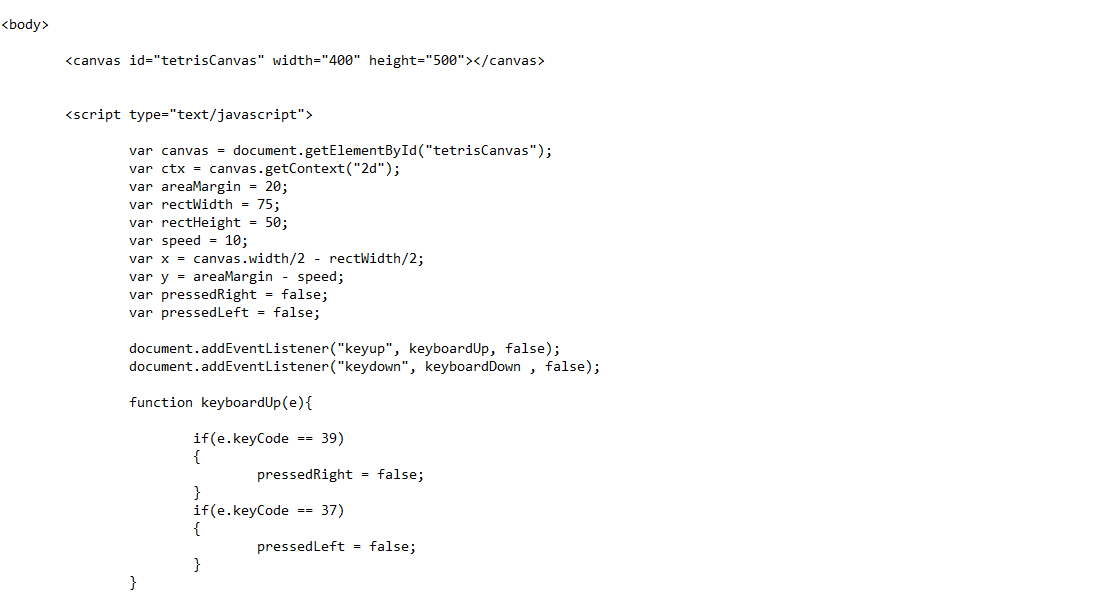 <body>
<canvas id="tetrisCanvas" width="400" height="500"></canvas>
<script type="text/javascript">
var canvas = document.getElementById("tetrisCanvas");
var ctx = canvas.getContext("2d");
var areaMargin = 20;
var rectWidth = 75;
var rectHeight = 50;
var speed = 10;
var x = canvas.width/2 - rectWidth/2;
var y = areaMargin - speed;
var pressedRight = false;
var pressedLeft = false;
document.addEventListener("keyup", keyboardUp, false);
document.addEventListener("keydown", keyboardDown , false);
function keyboardUp(e){
if(e.keyCode == 39)
{
pressedRight = false;
}
if(e.keyCode == 37)
{
pressedLeft = false;
}
}